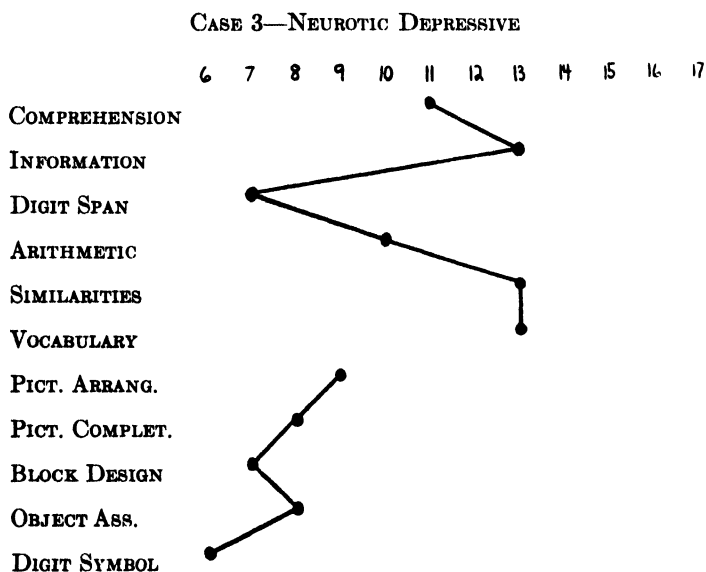 CASE 3—NEUROTIC DEPRESSIVE
6 7 8 9 10 11 12 13 14 15 16 17
COMPREHENSION
INFORMATION
DIGIT SPAN
ARITHMETIC
SIMILARITIES
VOCABULARY
PICT. ARRANG.
PICT. COMPLET.
BLOCK DESIGN
OBJECT ASS.
DIGIT SYMBOL